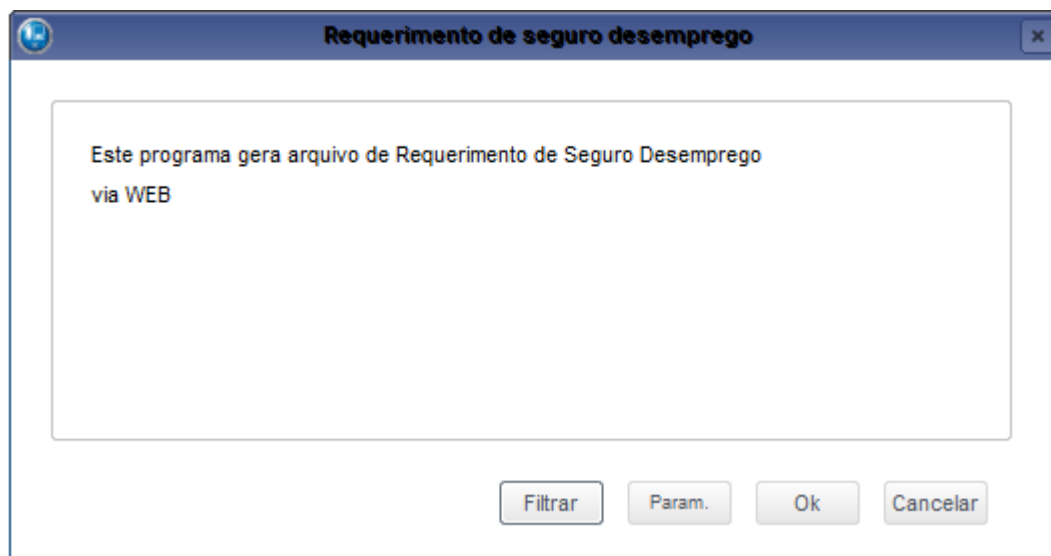 Requerimento de seguro desemprego
Este programa gera arquivo de Requerimento de Seguro Desemprego
via WEB
Filtrar Param. Ok Cancelar